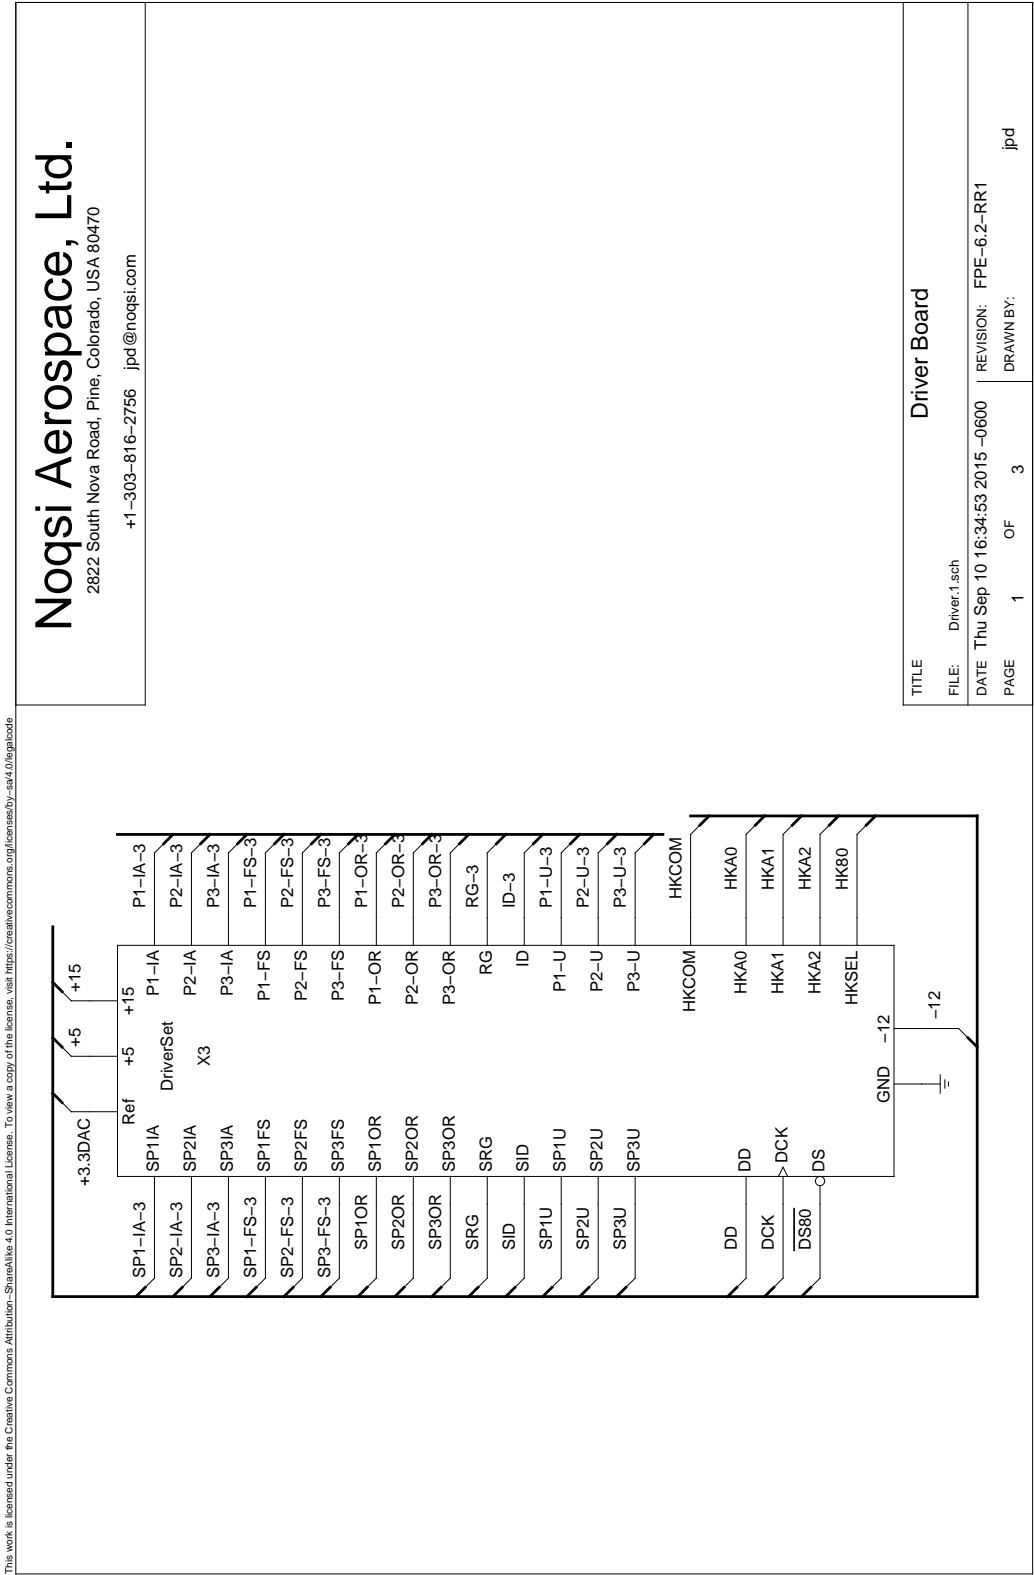 This work is licensed under the Creative Commons Attribution−ShareAlike 4.0 International License. To view a copy of the license, visit https://creativecommons.org/licenses/by−sa/4.0/legalcode
Noqsi Aerospace, Ltd.
2822 South Nova Road, Pine, Colorado, USA 80470
+1−303−816−2756 jpd@noqsi.com
+3.3DAC
+5
+15
Ref
+5
+15
DriverSet
X3
SP1−IA−3
SP1IA
P1−IA
P1−IA−3
SP2−IA−3
SP2IA
P2−IA
P2−IA−3
SP3−IA−3
SP3IA
P3−IA
P3−IA−3
SP1−FS−3
SP1FS
P1−FS
P1−FS−3
SP2−FS−3
SP2FS
P2−FS
P2−FS−3
SP3−FS−3
SP3FS
P3−FS
P3−FS−3
SP1OR
SP1OR
P1−OR
P1−OR−3
SP2OR
SP2OR
P2−OR
P2−OR−3
SP3OR
SP3OR
P3−OR
P3−OR−3
SRG
SRG
RG
RG−3
SID
SID
ID
ID−3
SP1U
SP1U
P1−U
P1−U−3
SP2U
SP2U
P2−U
P2−U−3
SP3U
SP3U
P3−U
P3−U−3
HKCOM
HKCOM
DD
DD
HKA0
HKA0
DCK
DCK
HKA1
HKA1
DS80
DS
HKA2
HKA2
HKSEL
HK80
GND
−12
−12
TITLE
Driver Board
FILE: Driver.1.sch
DATE Thu Sep 10 16:34:53 2015 −0600
REVISION: FPE−6.2−RR1
PAGE 1 OF 3
DRAWN BY: jpd